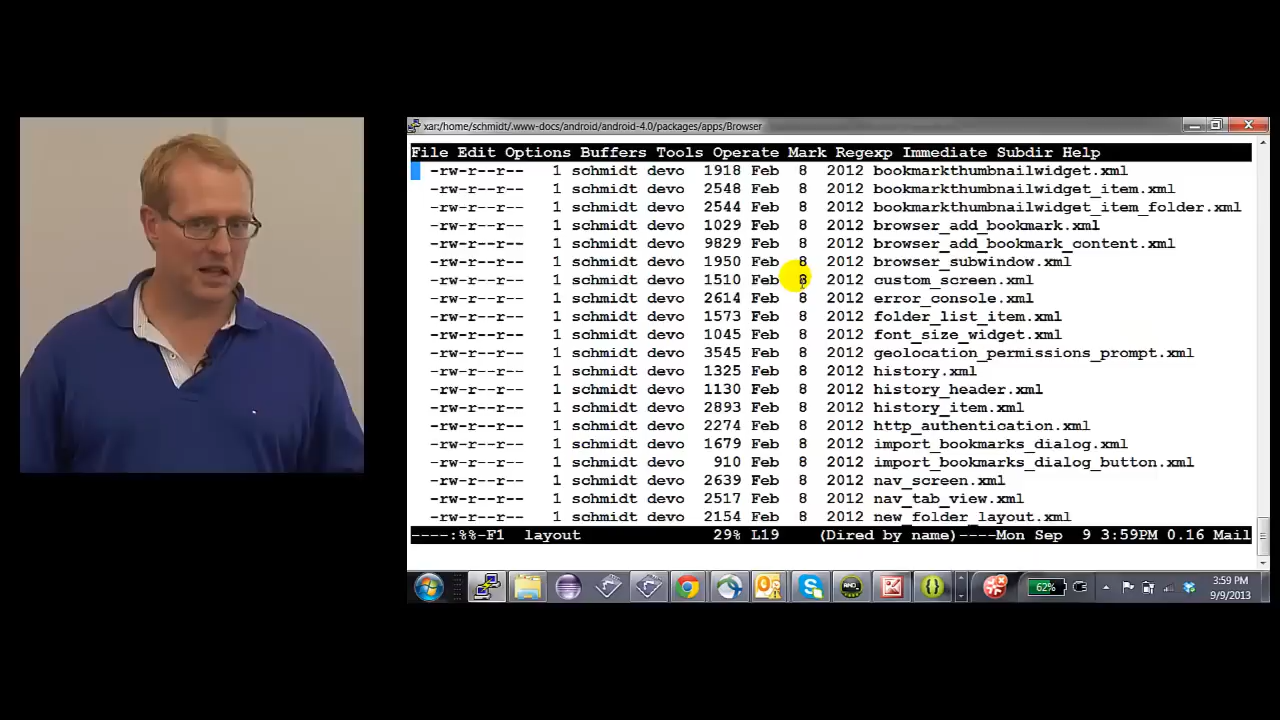 xar:/home/schmidt/.www-docs/android/android-4.0/packages/apps/Browser
File Edit Options Buffers Tools Operate Mark Regexp Immediate Subdir Help
-rw-r--r-- 1 schmidt devo 1918 Feb 8 2012 bookmarkthumbnailwidget.xml
-rw-r--r-- 1 schmidt devo 2548 Feb 8 2012 bookmarkthumbnailwidget_item.xml
-rw-r--r-- 1 schmidt devo 2544 Feb 8 2012 bookmarkthumbnailwidget_item_folder.xml
-rw-r--r-- 1 schmidt devo 1029 Feb 8 2012 browser_add_bookmark.xml
-rw-r--r-- 1 schmidt devo 9829 Feb 8 2012 browser_add_bookmark_content.xml
-rw-r--r-- 1 schmidt devo 1950 Feb 8 2012 browser_subwindow.xml
-rw-r--r-- 1 schmidt devo 1510 Feb 8 2012 custom_screen.xml
-rw-r--r-- 1 schmidt devo 2614 Feb 8 2012 error_console.xml
-rw-r--r-- 1 schmidt devo 1573 Feb 8 2012 folder_list_item.xml
-rw-r--r-- 1 schmidt devo 1045 Feb 8 2012 font_size_widget.xml
-rw-r--r-- 1 schmidt devo 3545 Feb 8 2012 geolocation_permissions_prompt.xml
-rw-r--r-- 1 schmidt devo 1325 Feb 8 2012 history.xml
-rw-r--r-- 1 schmidt devo 1130 Feb 8 2012 history_header.xml
-rw-r--r-- 1 schmidt devo 2893 Feb 8 2012 history_item.xml
-rw-r--r-- 1 schmidt devo 2274 Feb 8 2012 http_authentication.xml
-rw-r--r-- 1 schmidt devo 1679 Feb 8 2012 import_bookmarks_dialog.xml
-rw-r--r-- 1 schmidt devo 910 Feb 8 2012 import_bookmarks_dialog_button.xml
-rw-r--r-- 1 schmidt devo 2639 Feb 8 2012 nav_screen.xml
-rw-r--r-- 1 schmidt devo 2517 Feb 8 2012 nav_tab_view.xml
-rw-r--r-- 1 schmidt devo 2154 Feb 8 2012 new_folder_layout.xml
----:%%-F1 layout 29% L19 (Dired by name)----Mon Sep 9 3:59PM 0.16 Mail
62%
3:59 PM
9/9/2013